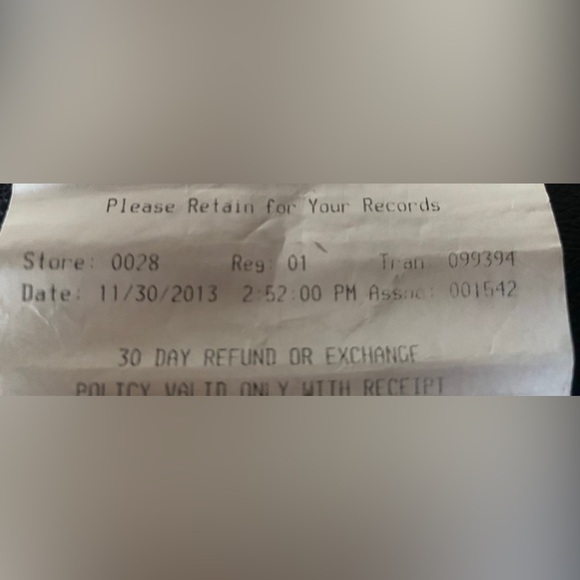 Please Retain for Your Records
Store: 0028 Reg: 01 Tran: 099394
Date: 11/30/2013 2:52:00 PM Assoc: 001542
30 DAY REFUND OR EXCHANGE
POLICY VALID ONLY WITH RECEIPT